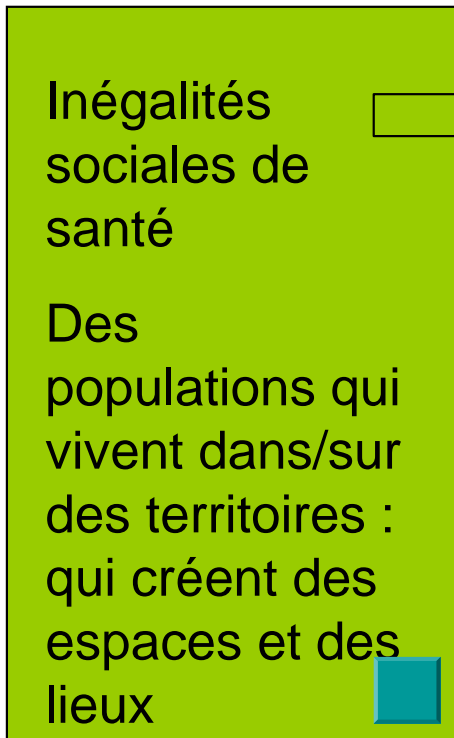 Inégalités
sociales de
santé
Des
populations qui
vivent dans/sur
des territoires :
qui créent des
espaces et des
lieux